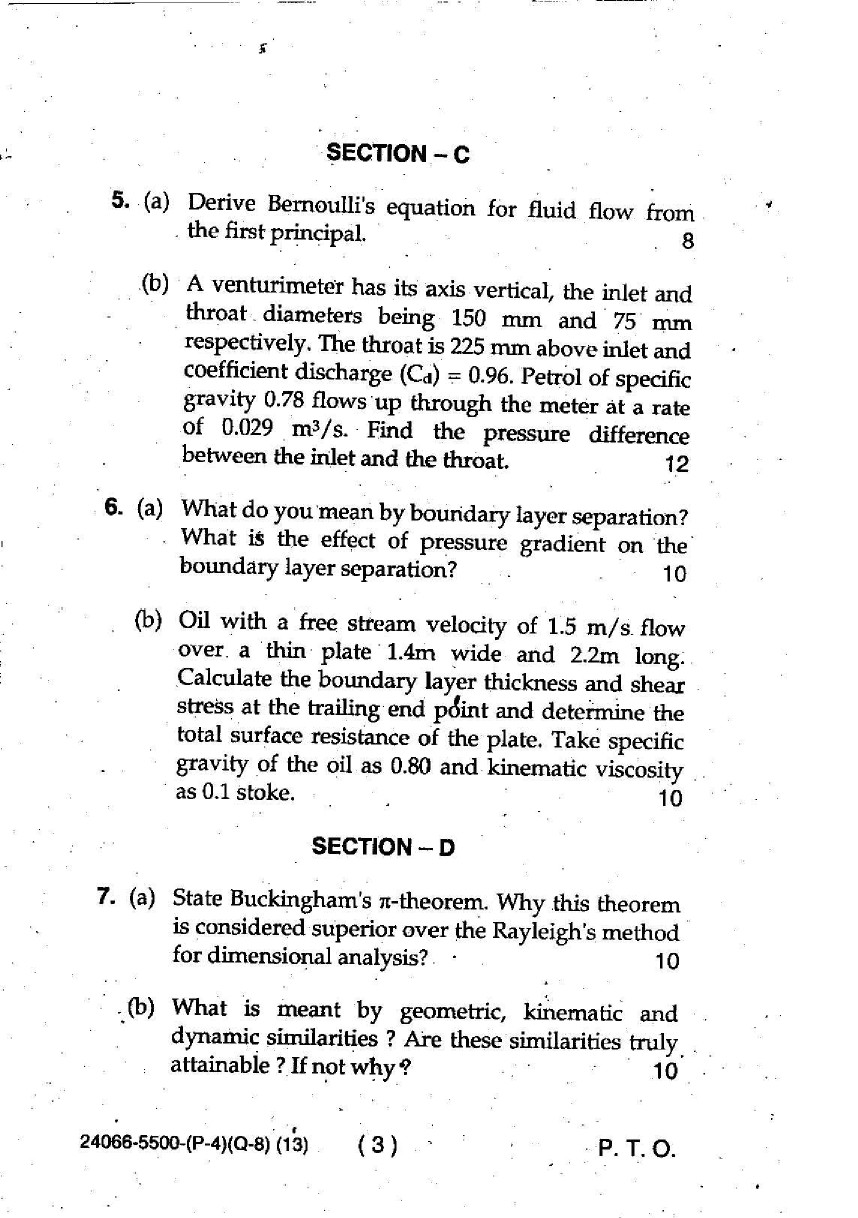 SECTION – C
5. (a) Derive Bernoulli's equation for fluid flow from
the first principal. 8
(b) A venturimeter has its axis vertical, the inlet and
throat diameters being 150 mm and 75 mm
respectively. The throat is 225 mm above inlet and
coefficient discharge (Cd) = 0.96. Petrol of specific
gravity 0.78 flows up through the meter at a rate
of 0.029 m³/s. Find the pressure difference
between the inlet and the throat. 12
6. (a) What do you mean by boundary layer separation?
What is the effect of pressure gradient on the
boundary layer separation? 10
(b) Oil with a free stream velocity of 1.5 m/s flow
over a thin plate 1.4m wide and 2.2m long.
Calculate the boundary layer thickness and shear
stress at the trailing end point and determine the
total surface resistance of the plate. Take specific
gravity of the oil as 0.80 and kinematic viscosity
as 0.1 stoke. 10
SECTION – D
7. (a) State Buckingham's π-theorem. Why this theorem
is considered superior over the Rayleigh's method
for dimensional analysis? 10
(b) What is meant by geometric, kinematic and
dynamic similarities ? Are these similarities truly
attainable ? If not why ? 10
24066-5500-(P-4)(Q-8) (13) ( 3 ) P. T. O.